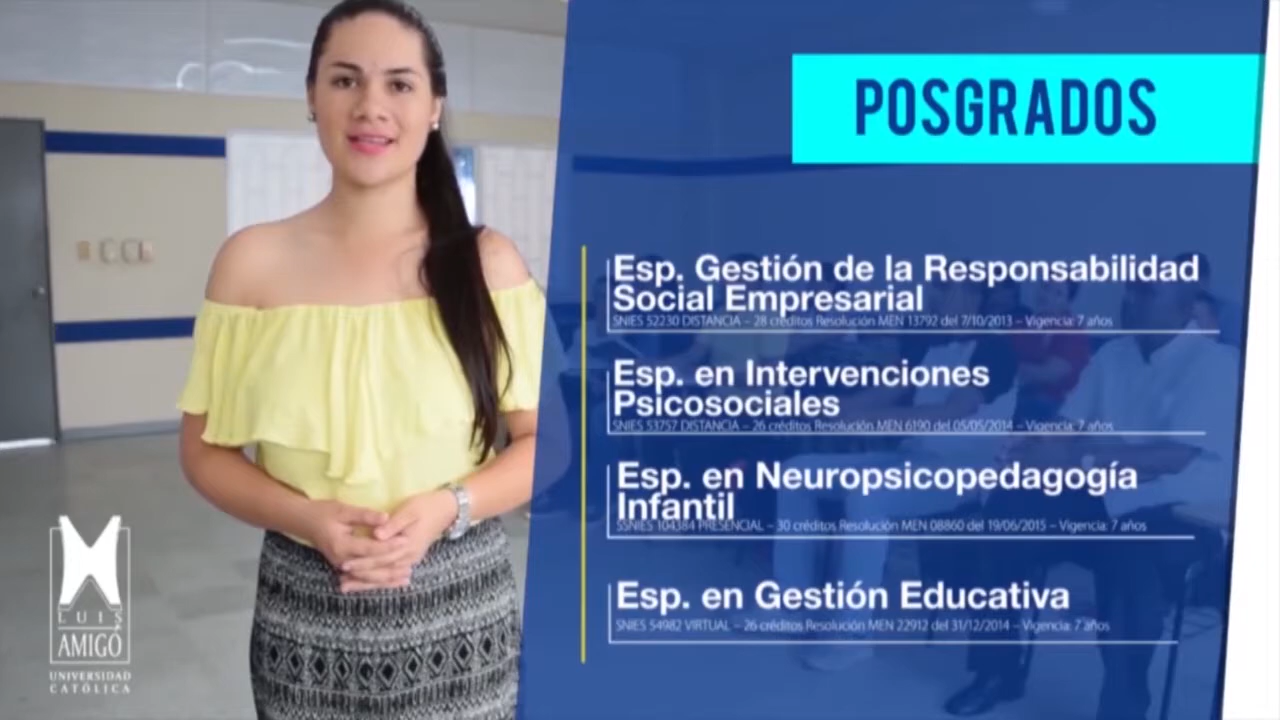 POSGRADOS
Esp. Gestión de la Responsabilidad
Social Empresarial
SNIES 52230 DISTANCIA – 28 créditos Resolución MEN 13792 del 7/10/2013 – Vigencia: 7 años
Esp. en Intervenciones
Psicosociales
SNIES 53757 DISTANCIA – 26 créditos Resolución MEN 6190 del 05/05/2014 – Vigencia: 7 años
Esp. en Neuropsicopedagogía
Infantil
SSNIES 104384 PRESENCIAL – 30 créditos Resolución MEN 08860 del 19/06/2015 – Vigencia: 7 años
Esp. en Gestión Educativa
SNIES 54982 VIRTUAL – 26 créditos Resolución MEN 22912 del 31/12/2014 – Vigencia: 7 años
LUIS
AMIGÓ
UNIVERSIDAD
CATÓLICA